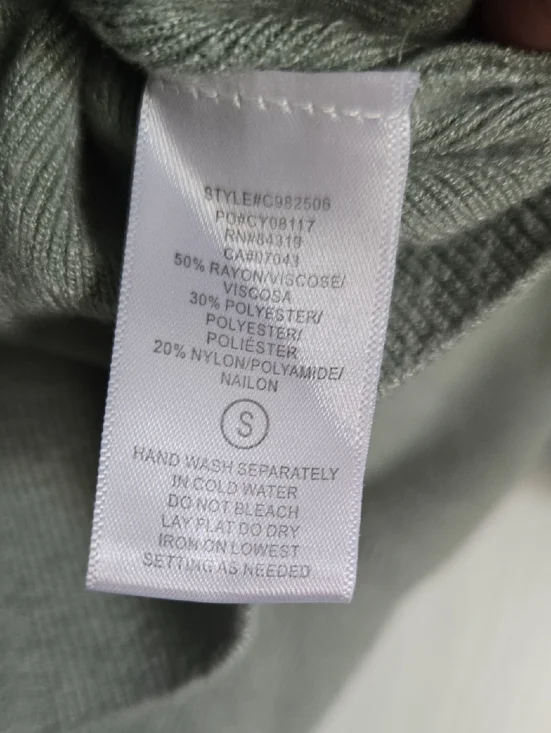 STYLE#C982506
PO#CY08117
RN#84319
CA#07043
50% RAYON/VISCOSE/
VISCOSA
30% POLYESTER/
POLYESTER/
POLIÉSTER
20% NYLON/POLYAMIDE/
NAILON
S
HAND WASH SEPARATELY
IN COLD WATER
DO NOT BLEACH
LAY FLAT DO DRY
IRON ON LOWEST
SETTING AS NEEDED